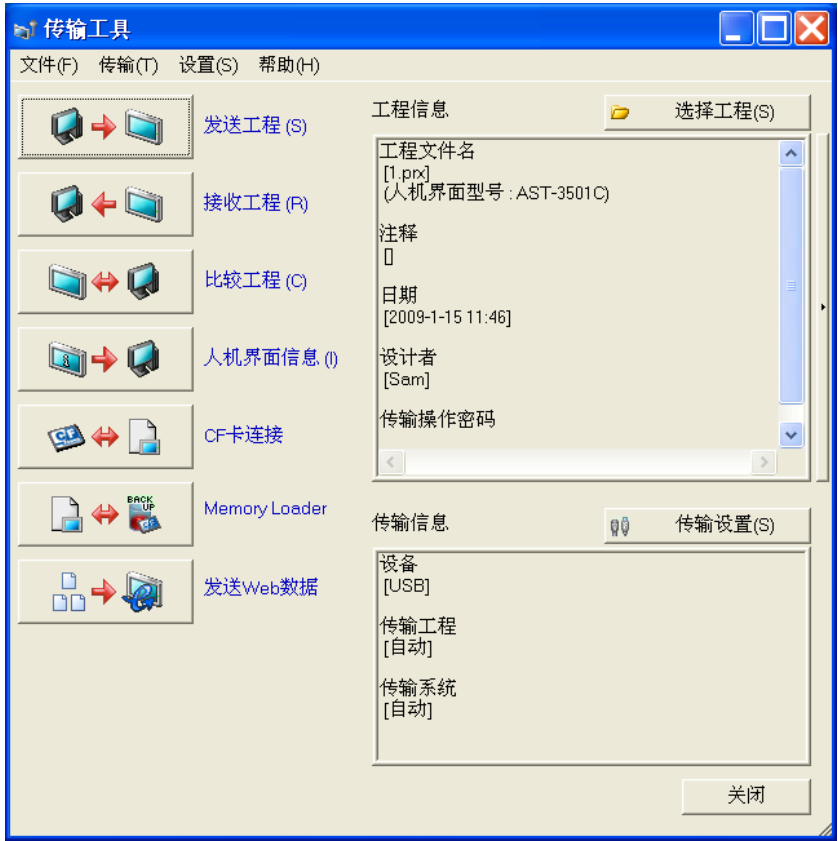 传输工具
文件(F) 传输(T) 设置(S) 帮助(H)
发送工程 (S)
接收工程 (R)
比较工程 (C)
人机界面信息 (I)
CF卡连接
BACK UP
Memory Loader
发送Web数据
工程信息
选择工程(S)
工程文件名
[1.prx]
(人机界面型号 : AST-3501C)
注释
[]
日期
[2009-1-15 11:46]
设计者
[Sam]
传输操作密码
传输信息
传输设置(S)
设备
[USB]
传输工程
[自动]
传输系统
[自动]
关闭